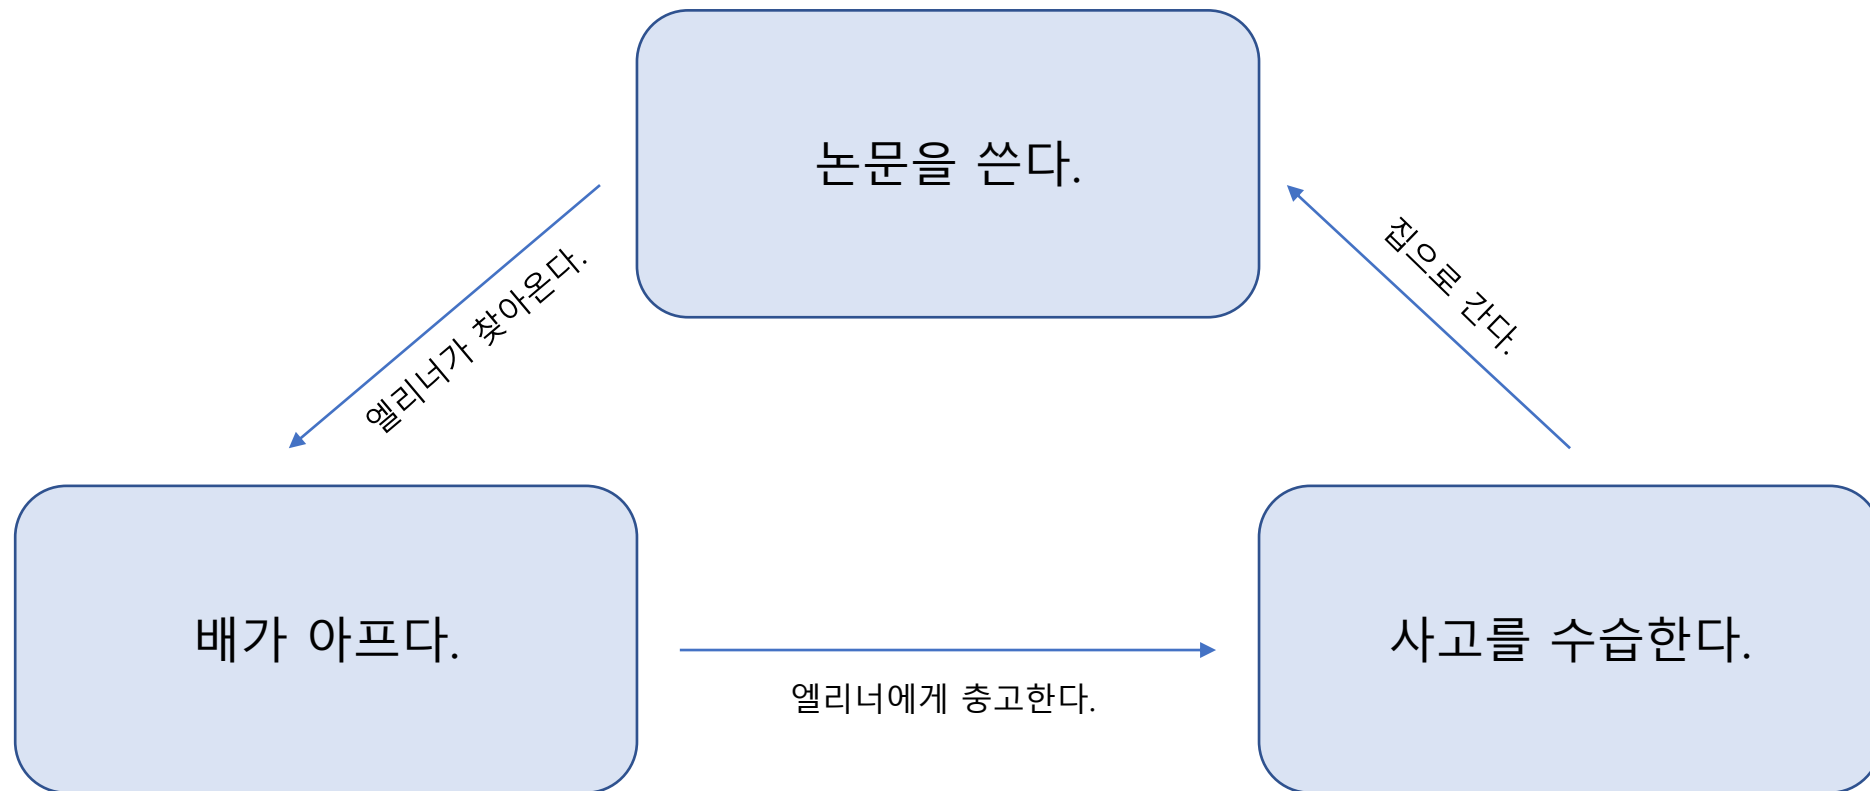 논문을 쓴다.
엘리너가 찾아온다.
집으로 간다.
배가 아프다.
엘리너에게 충고한다.
사고를 수습한다.